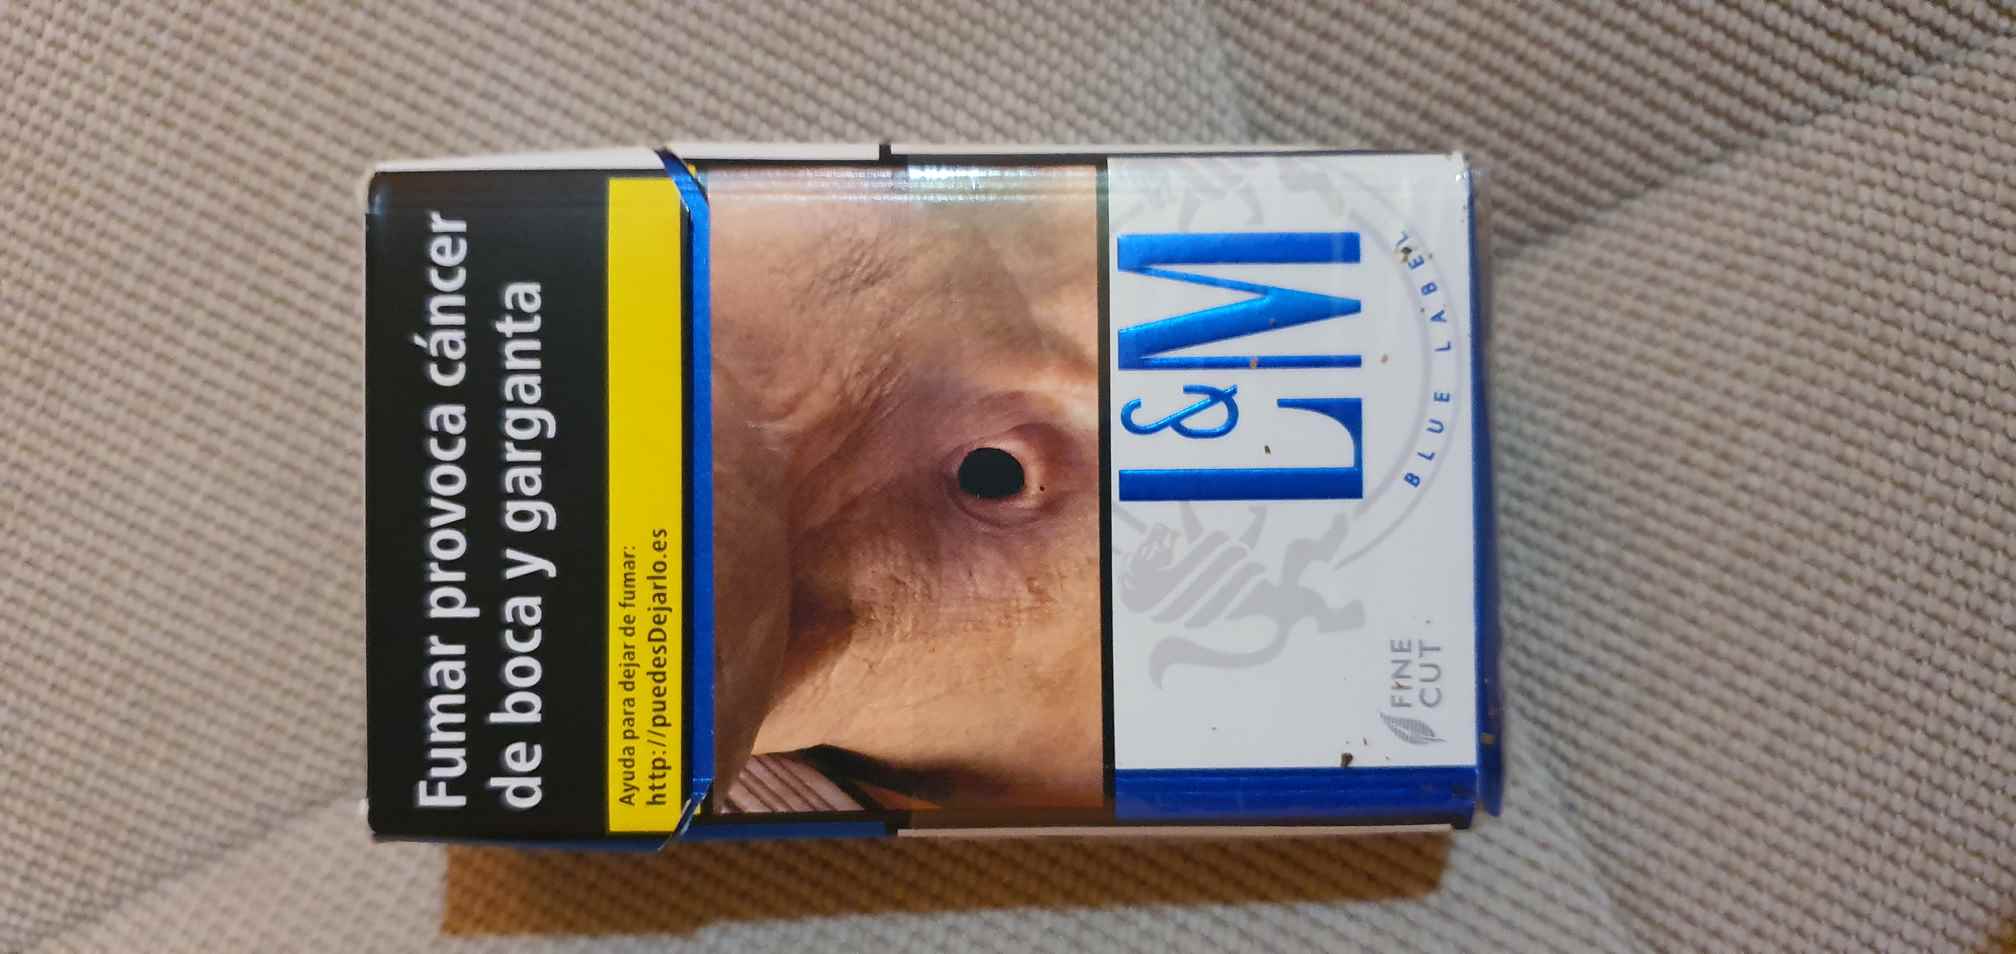 Fumar provoca cáncer
de boca y garganta
Ayuda para dejar de fumar:
http://puedesDejarlo.es
L&M
BLUE LABEL
FINE
CUT